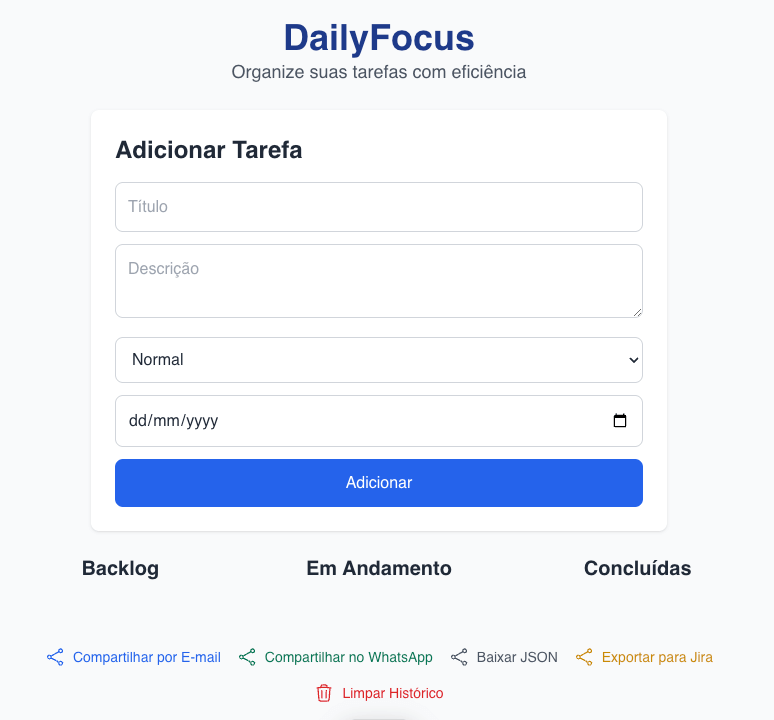 DailyFocus
Organize suas tarefas com eficiência
Adicionar Tarefa
Título
Descrição
Normal
dd/mm/yyyy
Adicionar
Backlog Em Andamento Concluídas
Compartilhar por E-mail Compartilhar no WhatsApp Baixar JSON Exportar para Jira
Limpar Histórico